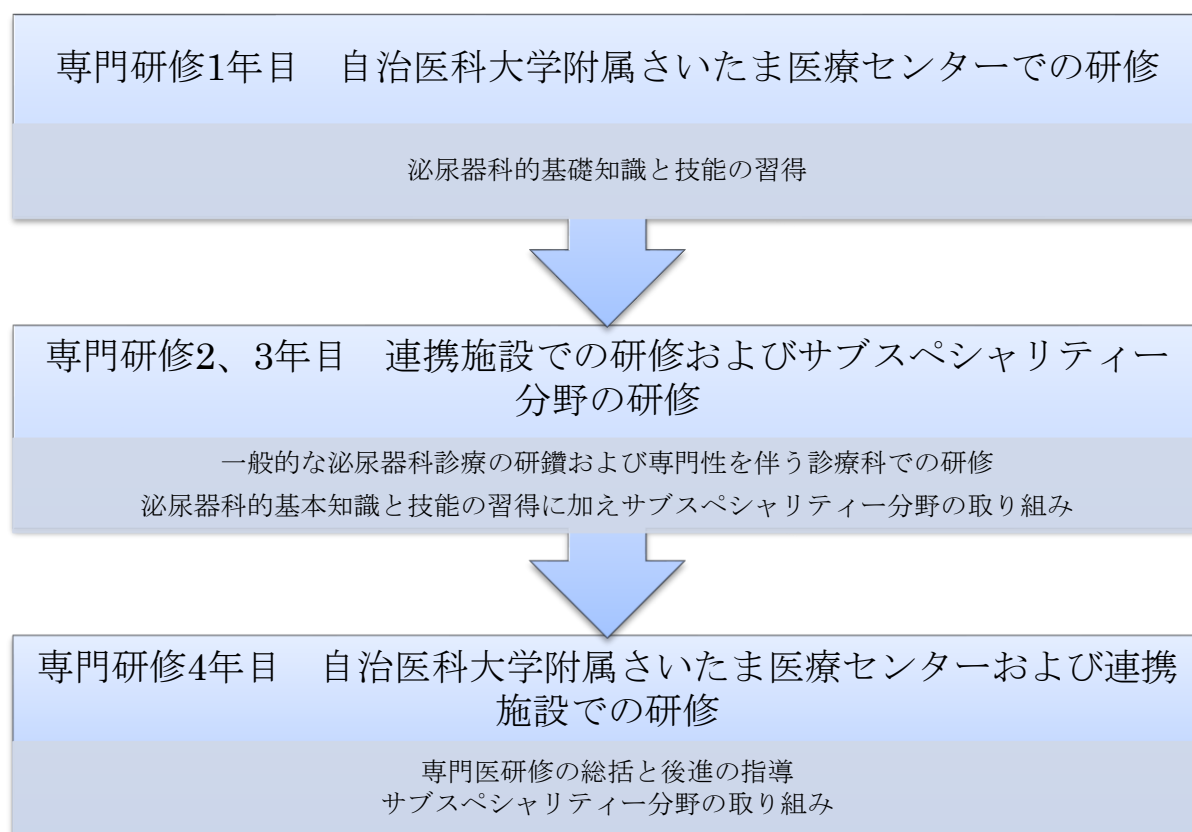 専門研修1年目　自治医科大学附属さいたま医療センターでの研修
泌尿器科的基礎知識と技能の習得
専門研修2、3年目　連携施設での研修およびサブスペシャリティー
分野の研修
一般的な泌尿器科診療の研鑽および専門性を伴う診療科での研修
泌尿器科的基本知識と技能の習得に加えサブスペシャリティー分野の取り組み
専門研修4年目　自治医科大学附属さいたま医療センターおよび連携
施設での研修
専門医研修の総括と後進の指導
サブスペシャリティー分野の取り組み